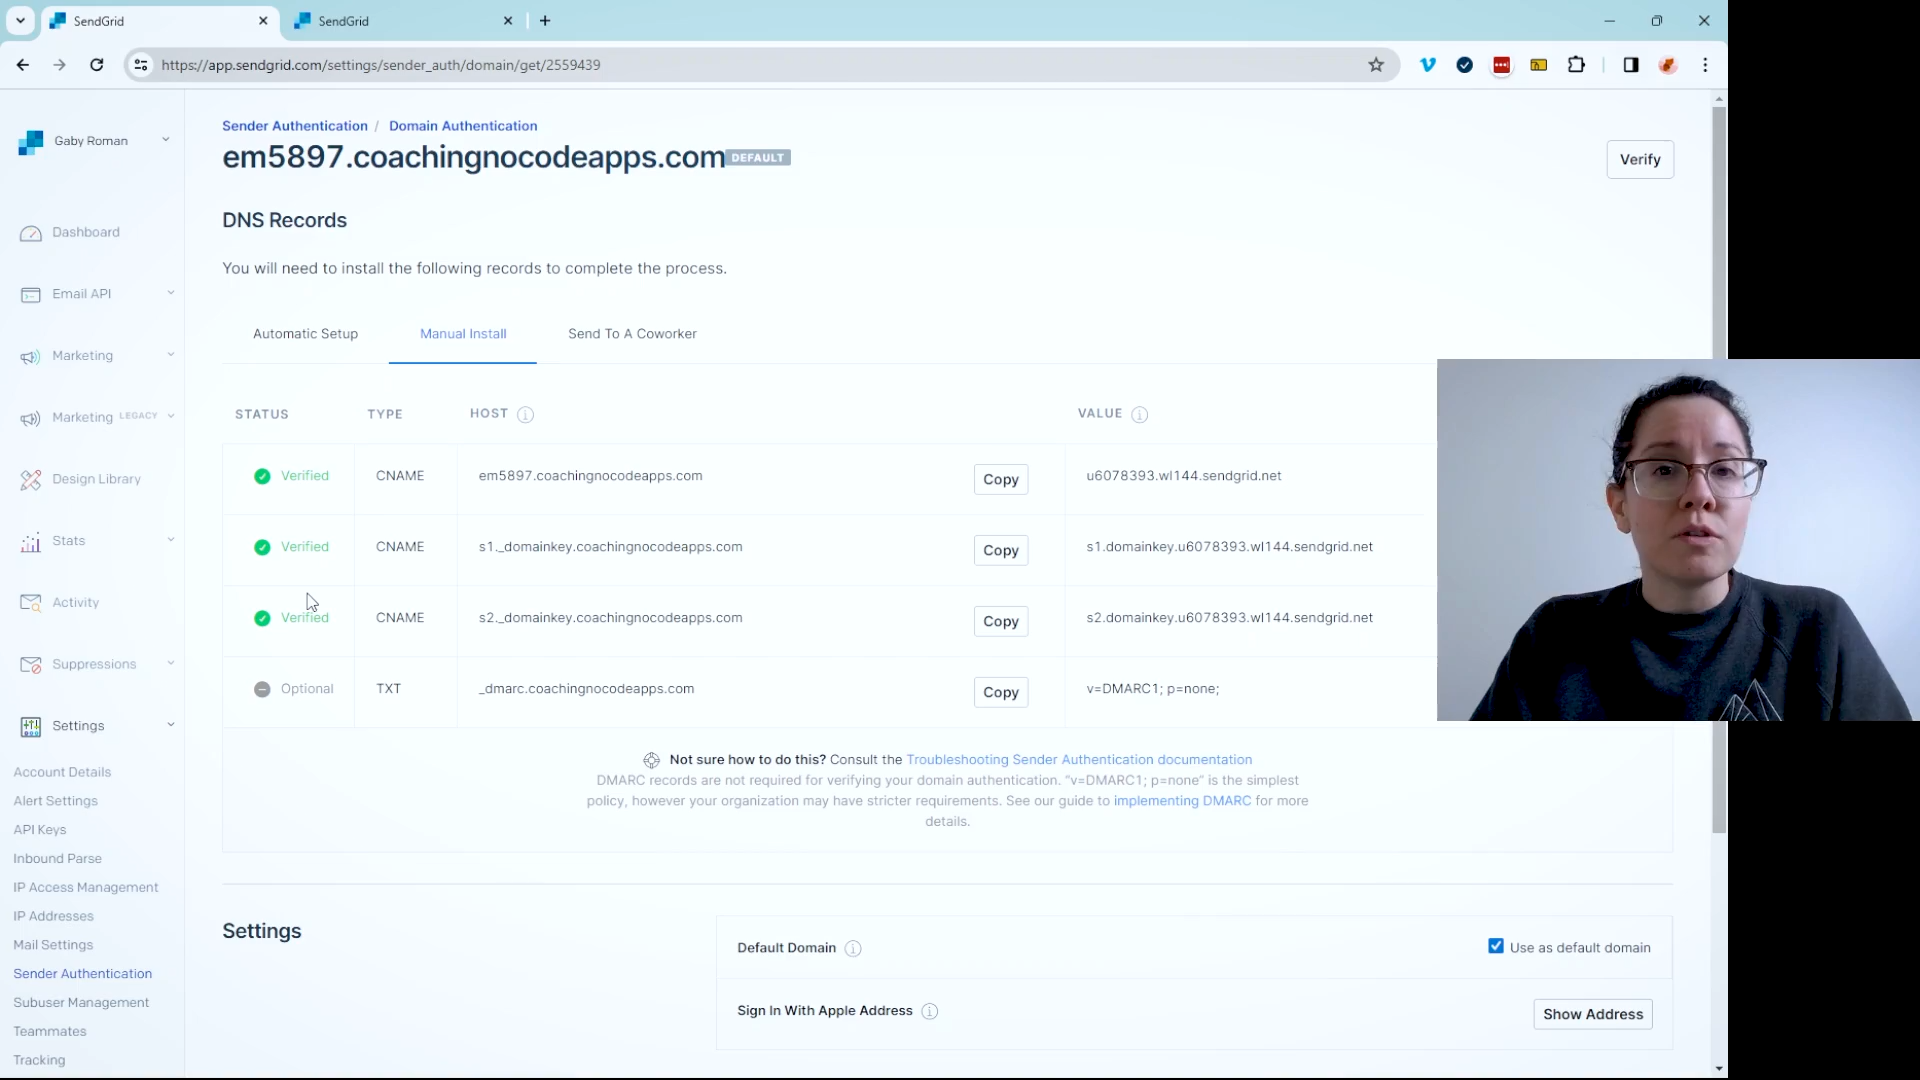 SendGrid
SendGrid
https://app.sendgrid.com/settings/sender_auth/domain/get/2559439
Gaby Roman
Dashboard
Email API
Marketing
Marketing LEGACY
Design Library
Stats
Activity
Suppressions
Settings
Account Details
Alert Settings
API Keys
Inbound Parse
IP Access Management
IP Addresses
Mail Settings
Sender Authentication
Subuser Management
Teammates
Tracking
Sender Authentication / Domain Authentication
em5897.coachingnocodeapps.com DEFAULT
Verify
DNS Records
You will need to install the following records to complete the process.
Automatic Setup Manual Install Send To A Coworker
STATUS TYPE HOST VALUE
Verified CNAME em5897.coachingnocodeapps.com Copy u6078393.wl144.sendgrid.net
Verified CNAME s1._domainkey.coachingnocodeapps.com Copy s1.domainkey.u6078393.wl144.sendgrid.net
Verified CNAME s2._domainkey.coachingnocodeapps.com Copy s2.domainkey.u6078393.wl144.sendgrid.net
Optional TXT _dmarc.coachingnocodeapps.com Copy v=DMARC1; p=none;
Not sure how to do this? Consult the Troubleshooting Sender Authentication documentation
DMARC records are not required for verifying your domain authentication. "v=DMARC1; p=none" is the simplest
policy, however your organization may have stricter requirements. See our guide to implementing DMARC for more
details.
Settings
Default Domain Use as default domain
Sign In With Apple Address Show Address